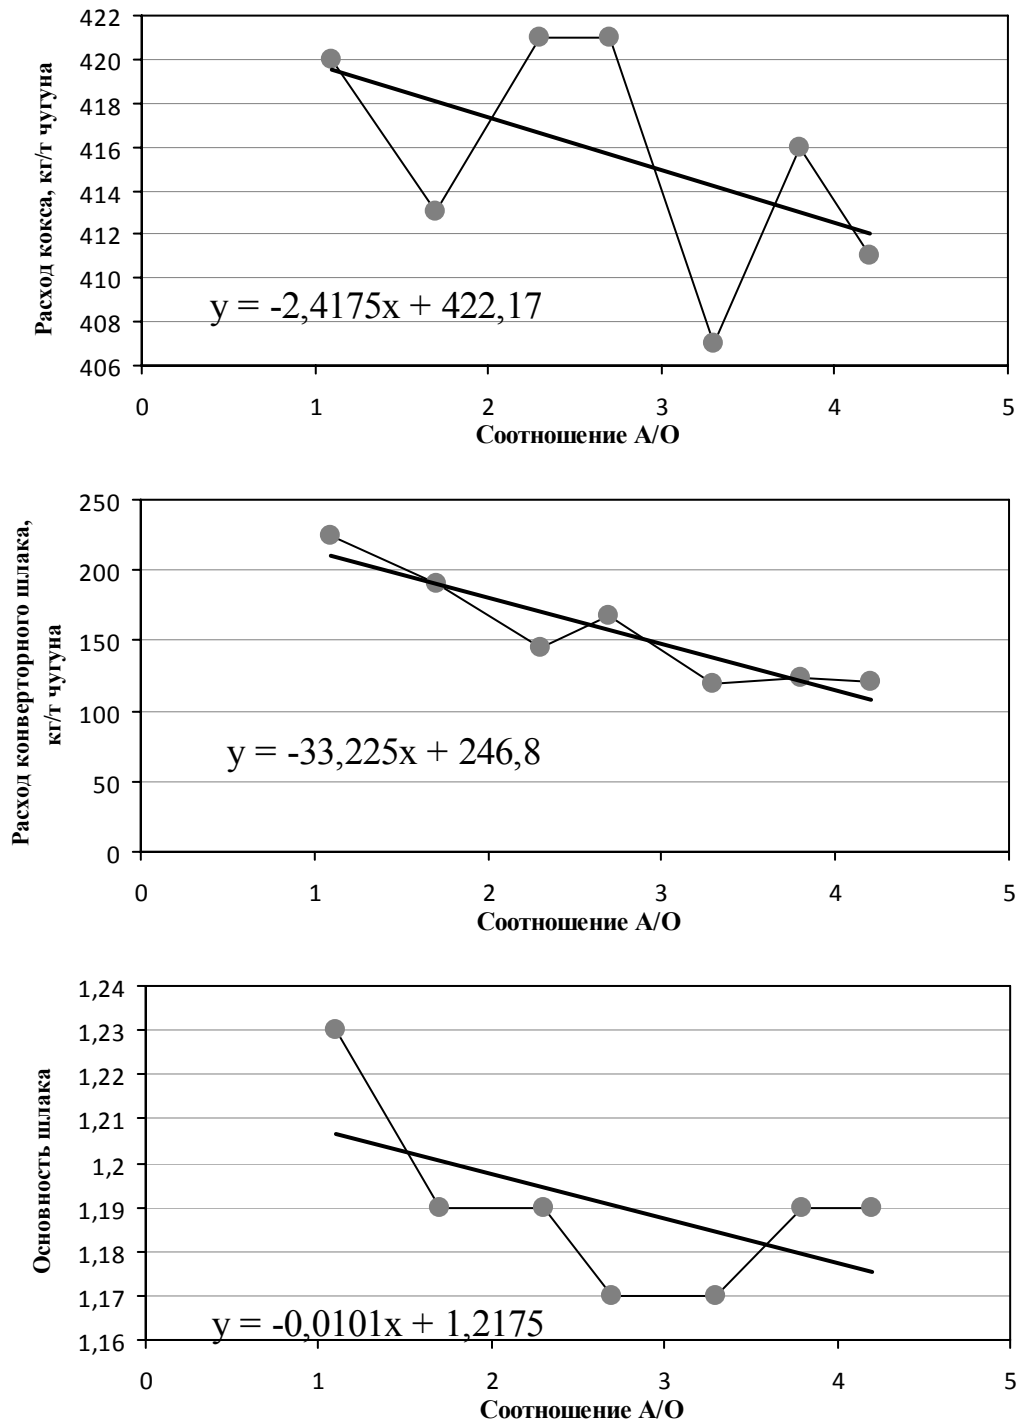 422
420
418
416
414
412
410
408
406
Расход кокса, кг/т чугуна
y = -2,4175x + 422,17
0 1 2 3 4 5
Соотношение А/О
250
200
150
100
50
0
Расход конверторного шлака,
кг/т чугуна
y = -33,225x + 246,8
0 1 2 3 4 5
Соотношение А/О
1,24
1,23
1,22
1,21
1,2
1,19
1,18
1,17
1,16
Основность шлака
y = -0,0101x + 1,2175
0 1 2 3 4 5
Соотношение А/О